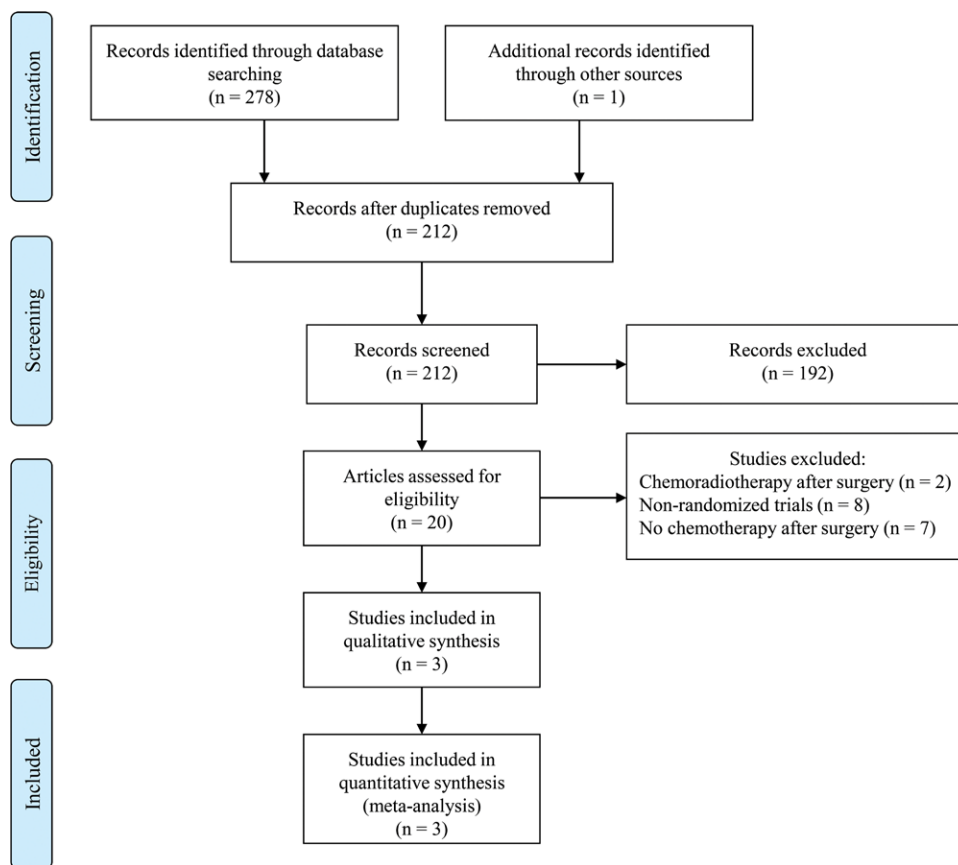 Identification
Records identified through database
searching
(n = 278)
Additional records identified
through other sources
(n = 1)
Records after duplicates removed
(n = 212)
Screening
Records screened
(n = 212)
Records excluded
(n = 192)
Eligibility
Articles assessed for
eligibility
(n = 20)
Studies excluded:
Chemoradiotherapy after surgery (n = 2)
Non-randomized trials (n = 8)
No chemotherapy after surgery (n = 7)
Studies included in
qualitative synthesis
(n = 3)
Included
Studies included in
quantitative synthesis
(meta-analysis)
(n = 3)